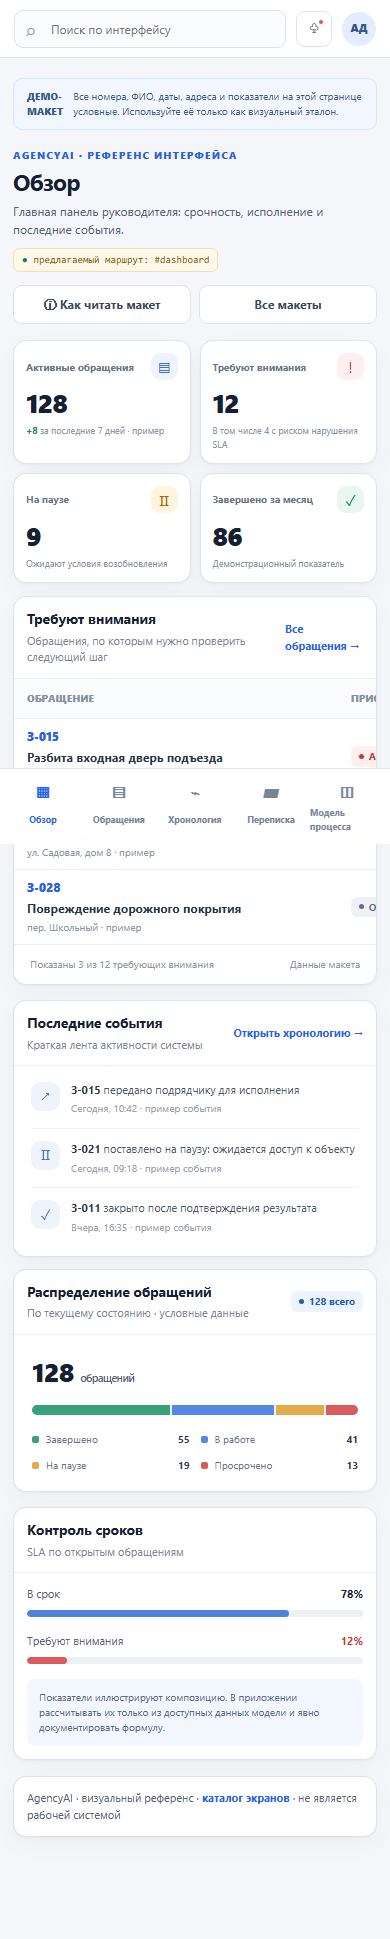 Поиск по интерфейсу
АД
ДЕМО-
МАКЕТ
Все номера, ФИО, даты, адреса и показатели на этой странице
условные. Используйте её только как визуальный эталон.
AGENCYAI • РЕФЕРЕНС ИНТЕРФЕЙСА
Обзор
Главная панель руководителя: срочность, исполнение и
последние события.
предлагаемый маршрут: #dashboard
Как читать макет
Все макеты
Активные обращения
128
+8 за последние 7 дней · пример
Требуют внимания
!
12
В том числе 4 с риском нарушения
SLA
На паузе
9
Ожидают условия возобновления
Завершено за месяц
✓
86
Демонстрационный показатель
Требуют внимания
Обращения, по которым нужно проверить
следующий шаг
Все
обращения →
ОБРАЩЕНИЕ
ПРИО
З-015
Разбита входная дверь подъезда
А
Обзор
Обращения
Хронология
Переписка
Модель
процесса
ул. Садовая, дом 8 · пример
З-028
Повреждение дорожного покрытия
О
пер. Школьный · пример
Показаны 3 из 12 требующих внимания
Данные макета
Последние события
Краткая лента активности системы
Открыть хронологию →
↗
З-015 передано подрядчику для исполнения
Сегодня, 10:42 · пример события
З-021 поставлено на паузу: ожидается доступ к объекту
Сегодня, 09:18 · пример события
✓
З-011 закрыто после подтверждения результата
Вчера, 16:35 · пример события
Распределение обращений
По текущему состоянию · условные данные
128 всего
128 обращений
Завершено 55
В работе 41
На паузе 19
Просрочено 13
Контроль сроков
SLA по открытым обращениям
В срок 78%
Требуют внимания 12%
Показатели иллюстрируют композицию. В приложении
рассчитывать их только из доступных данных модели и явно
документировать формулу.
AgencyAI · визуальный референс · каталог экранов · не является
рабочей системой